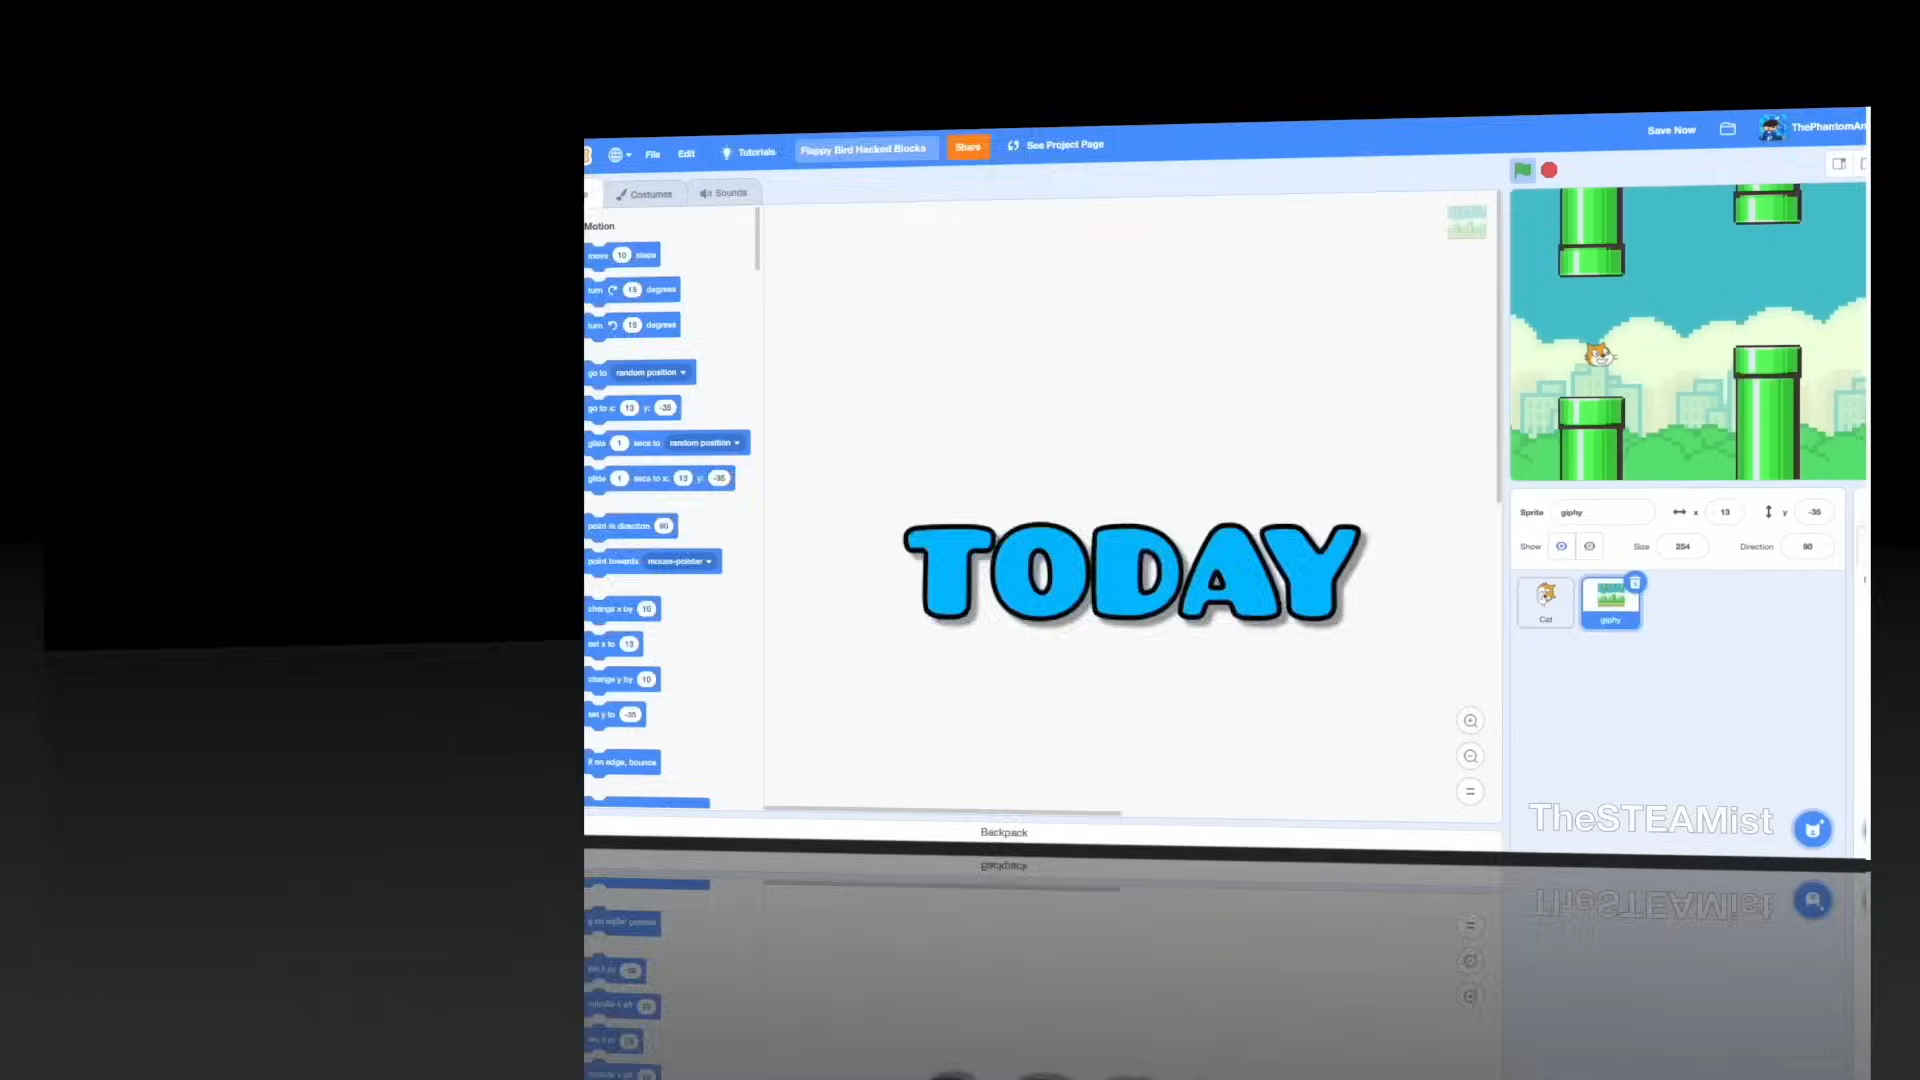 File Edit Tutorials Flappy Bird Hacked Blocks Share See Project Page Save Now ThePhantomAn
Costumes Sounds
Motion
move 10 steps
turn 15 degrees
turn 15 degrees
go to random position
go to x: 13 y: -35
glide 1 secs to random position
glide 1 secs to x: 13 y: -35
point in direction 90
point towards mouse-pointer
change x by 10
set x to 13
change y by 10
set y to -35
if on edge, bounce
TODAY
Sprite giphy x 13 y -35
Show Size 254 Direction 90
Cat giphy
TheSTEAMist
Backpack